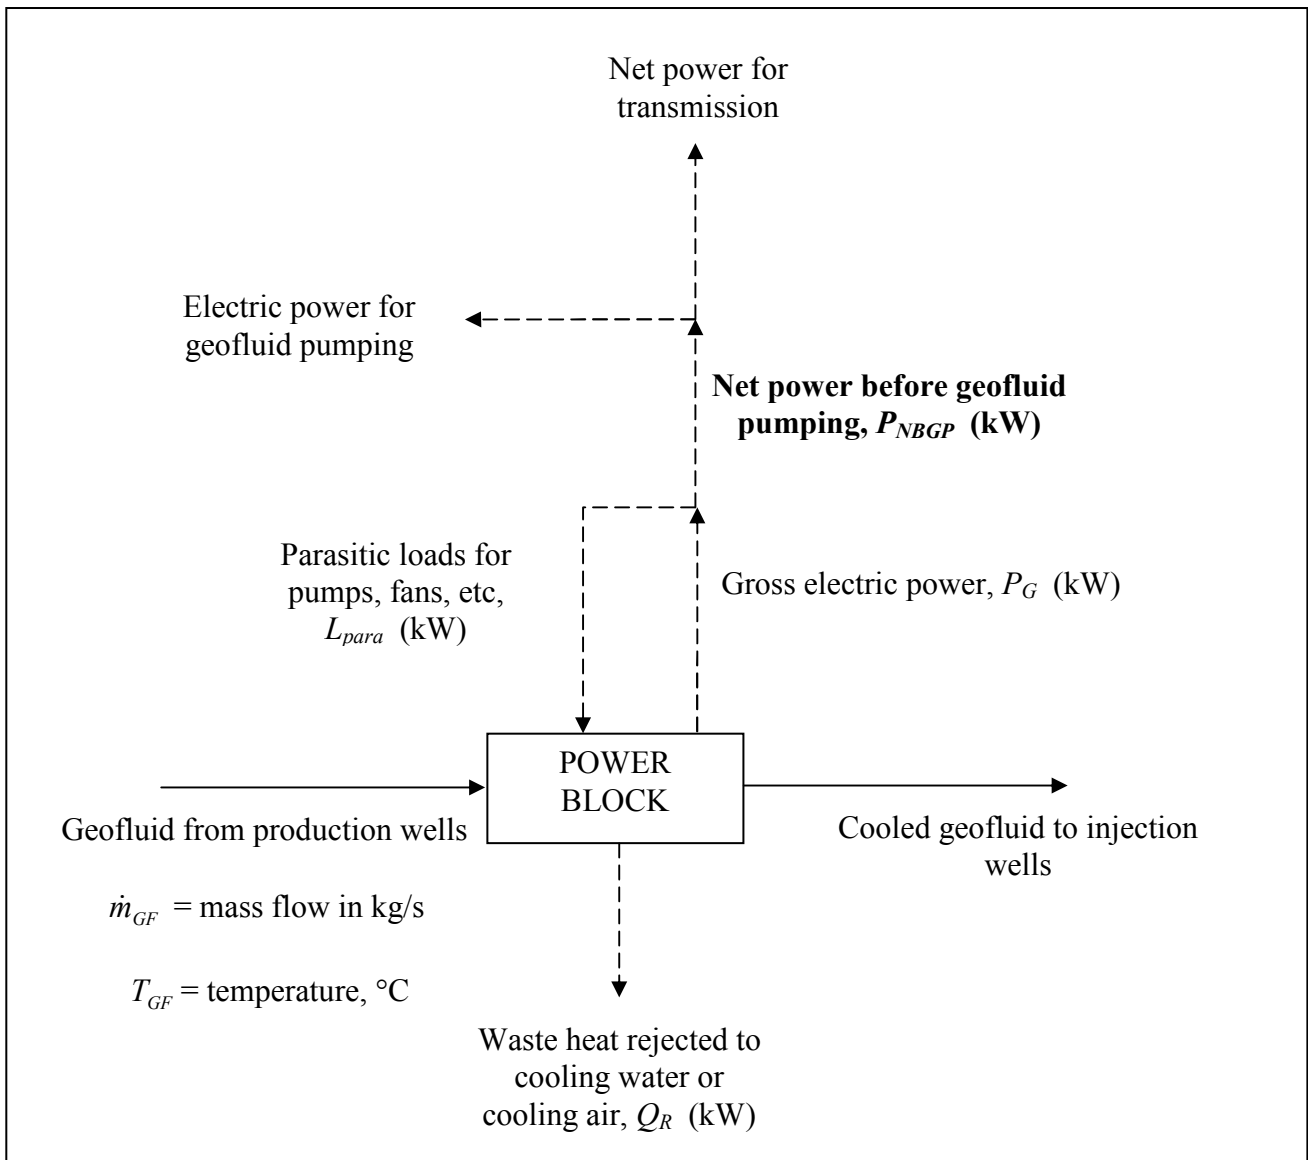 Net power for
transmission
Electric power for
geofluid pumping
Net power before geofluid
pumping, P_NBGP (kW)
Parasitic loads for
pumps, fans, etc,
L_para (kW)
Gross electric power, P_G (kW)
POWER
BLOCK
Geofluid from production wells
Cooled geofluid to injection
wells
ṁ_GF = mass flow in kg/s
T_GF = temperature, °C
Waste heat rejected to
cooling water or
cooling air, Q_R (kW)